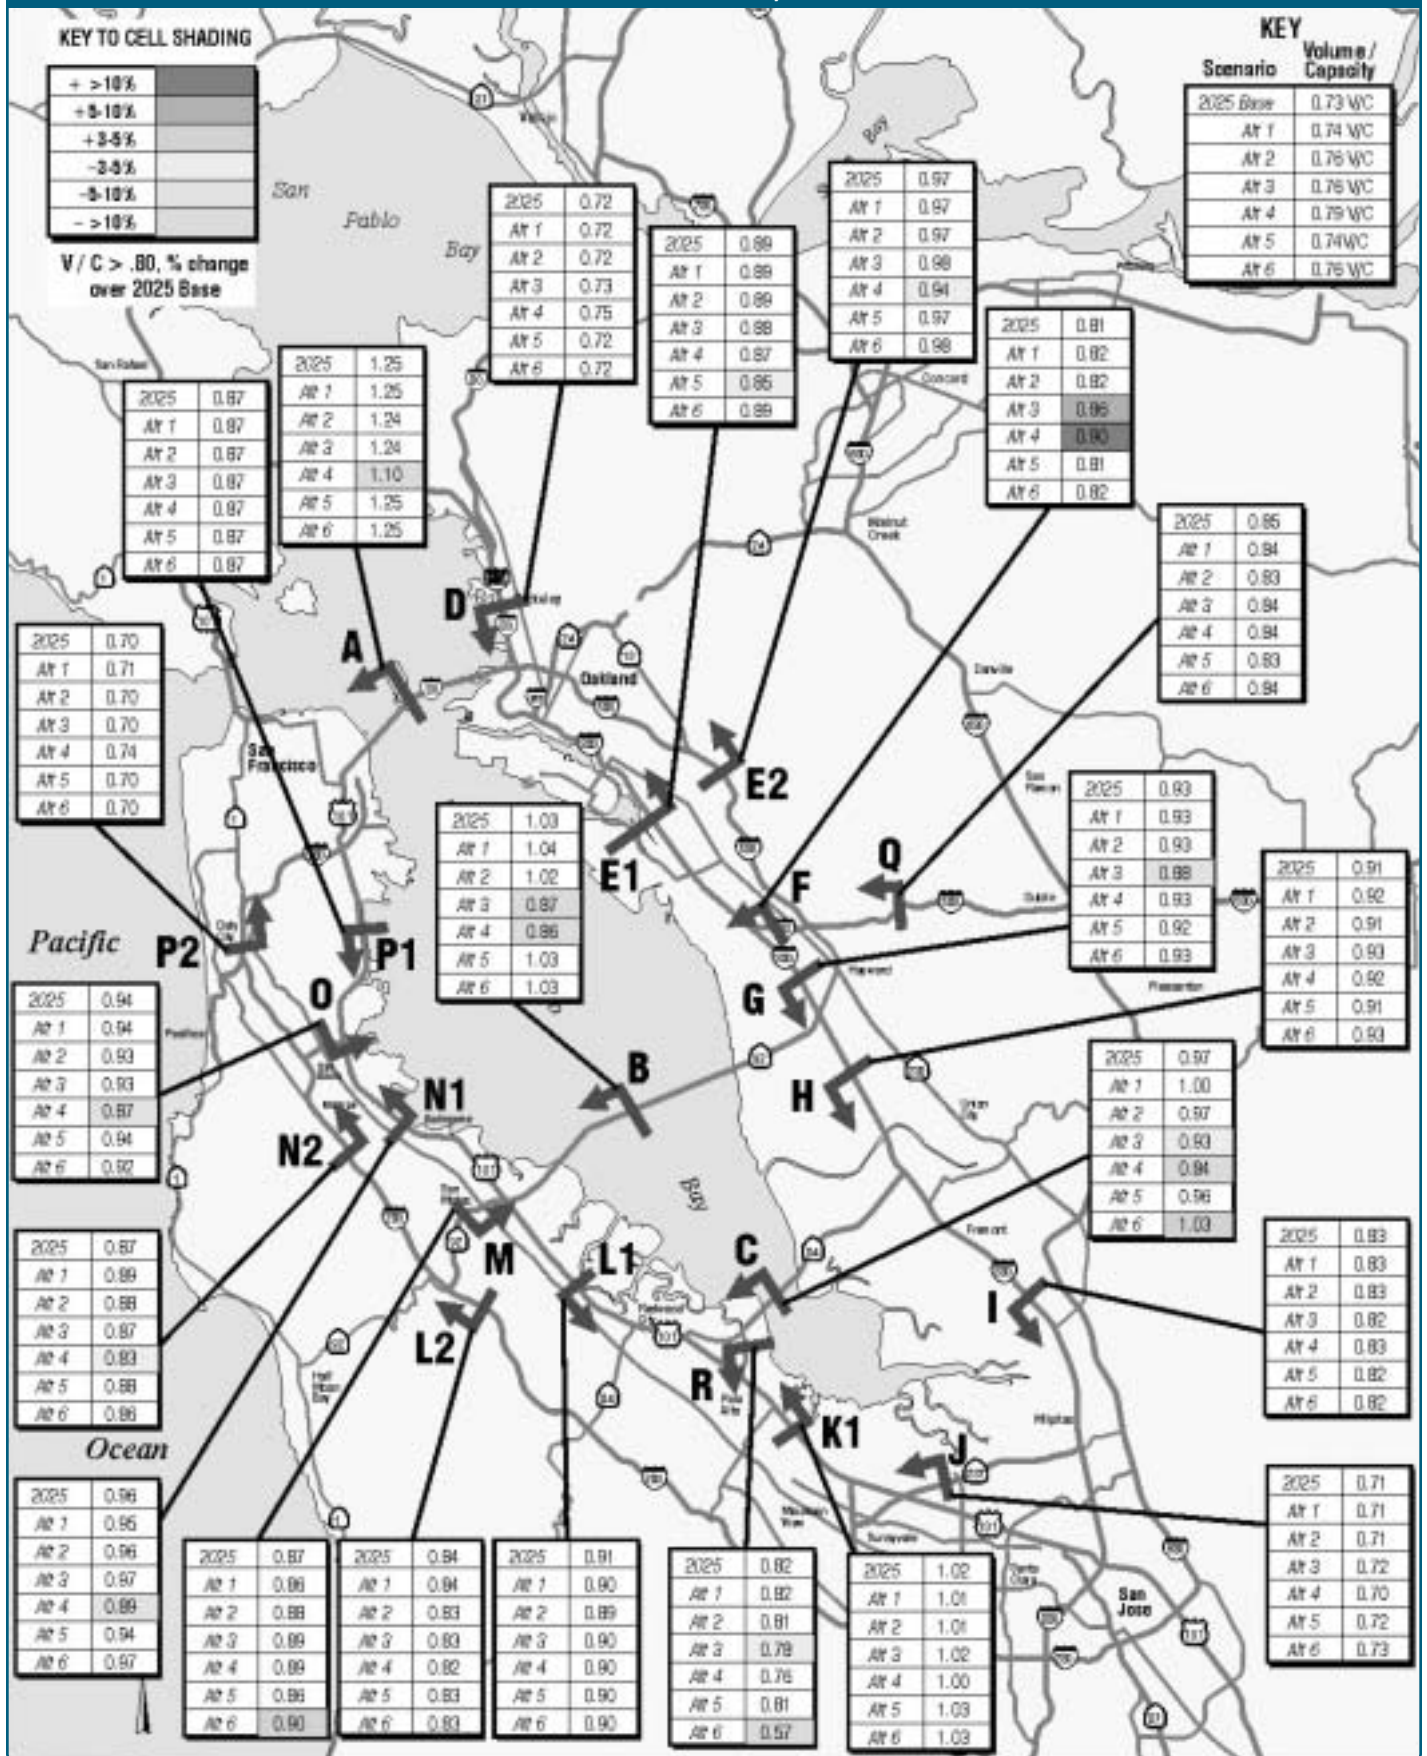 KEY TO CELL SHADING
+ >10%
+5-10%
+3-5%
-3-5%
-5-10%
- >10%
V / C > .80, % change
over 2025 Base
KEY
Scenario Volume / Capacity
2025 Base 0.73 V/C
Alt 1 0.74 V/C
Alt 2 0.76 V/C
Alt 3 0.76 V/C
Alt 4 0.79 V/C
Alt 5 0.74V/C
Alt 6 0.76 V/C
San
Pablo
Bay
Vallejo
Bay
2025 0.72
Alt 1 0.72
Alt 2 0.72
Alt 3 0.73
Alt 4 0.75
Alt 5 0.72
Alt 6 0.72
2025 0.89
Alt 1 0.89
Alt 2 0.89
Alt 3 0.88
Alt 4 0.87
Alt 5 0.85
Alt 6 0.89
2025 0.97
Alt 1 0.97
Alt 2 0.97
Alt 3 0.98
Alt 4 0.94
Alt 5 0.97
Alt 6 0.98
2025 0.81
Alt 1 0.82
Alt 2 0.82
Alt 3 0.86
Alt 4 0.90
Alt 5 0.81
Alt 6 0.82
San Rafael
2025 0.87
Alt 1 0.87
Alt 2 0.87
Alt 3 0.87
Alt 4 0.87
Alt 5 0.87
Alt 6 0.87
2025 1.25
Alt 1 1.25
Alt 2 1.24
Alt 3 1.24
Alt 4 1.10
Alt 5 1.25
Alt 6 1.25
Concord
Walnut
Creek
2025 0.85
Alt 1 0.84
Alt 2 0.83
Alt 3 0.84
Alt 4 0.84
Alt 5 0.83
Alt 6 0.84
2025 0.70
Alt 1 0.71
Alt 2 0.70
Alt 3 0.70
Alt 4 0.74
Alt 5 0.70
Alt 6 0.70
D
A
Oakland
Danville
San
Francisco
E2
E1
San
Ramon
2025 1.03
Alt 1 1.04
Alt 2 1.02
Alt 3 0.87
Alt 4 0.86
Alt 5 1.03
Alt 6 1.03
2025 0.93
Alt 1 0.93
Alt 2 0.93
Alt 3 0.88
Alt 4 0.93
Alt 5 0.92
Alt 6 0.93
2025 0.91
Alt 1 0.92
Alt 2 0.91
Alt 3 0.93
Alt 4 0.92
Alt 5 0.91
Alt 6 0.93
Q
F
Dublin
Pacific
Daly
City
P2
P1
O
G
Hayward
Pleasanton
2025 0.94
Alt 1 0.94
Alt 2 0.93
Alt 3 0.93
Alt 4 0.87
Alt 5 0.94
Alt 6 0.92
Pacifica
B
H
Union
City
N1
N2
2025 0.97
Alt 1 1.00
Alt 2 0.97
Alt 3 0.93
Alt 4 0.94
Alt 5 0.96
Alt 6 1.03
San
Mateo
Bay
Fremont
2025 0.87
Alt 1 0.89
Alt 2 0.88
Alt 3 0.87
Alt 4 0.83
Alt 5 0.88
Alt 6 0.86
M
L1
C
I
2025 0.83
Alt 1 0.83
Alt 2 0.83
Alt 3 0.82
Alt 4 0.83
Alt 5 0.82
Alt 6 0.82
Redwood
City
L2
Half
Moon
Bay
R
Palo
Alto
K1
Milpitas
J
Ocean
2025 0.96
Alt 1 0.95
Alt 2 0.96
Alt 3 0.97
Alt 4 0.89
Alt 5 0.94
Alt 6 0.97
Mountain
View
Sunnyvale
Santa
Clara
San
Jose
2025 0.71
Alt 1 0.71
Alt 2 0.71
Alt 3 0.72
Alt 4 0.70
Alt 5 0.72
Alt 6 0.73
2025 0.87
Alt 1 0.86
Alt 2 0.88
Alt 3 0.89
Alt 4 0.89
Alt 5 0.86
Alt 6 0.90
2025 0.84
Alt 1 0.84
Alt 2 0.83
Alt 3 0.83
Alt 4 0.82
Alt 5 0.83
Alt 6 0.83
2025 0.91
Alt 1 0.90
Alt 2 0.89
Alt 3 0.90
Alt 4 0.90
Alt 5 0.90
Alt 6 0.90
2025 0.82
Alt 1 0.82
Alt 2 0.81
Alt 3 0.78
Alt 4 0.76
Alt 5 0.81
Alt 6 0.57
2025 1.02
Alt 1 1.01
Alt 2 1.01
Alt 3 1.02
Alt 4 1.00
Alt 5 1.03
Alt 6 1.03